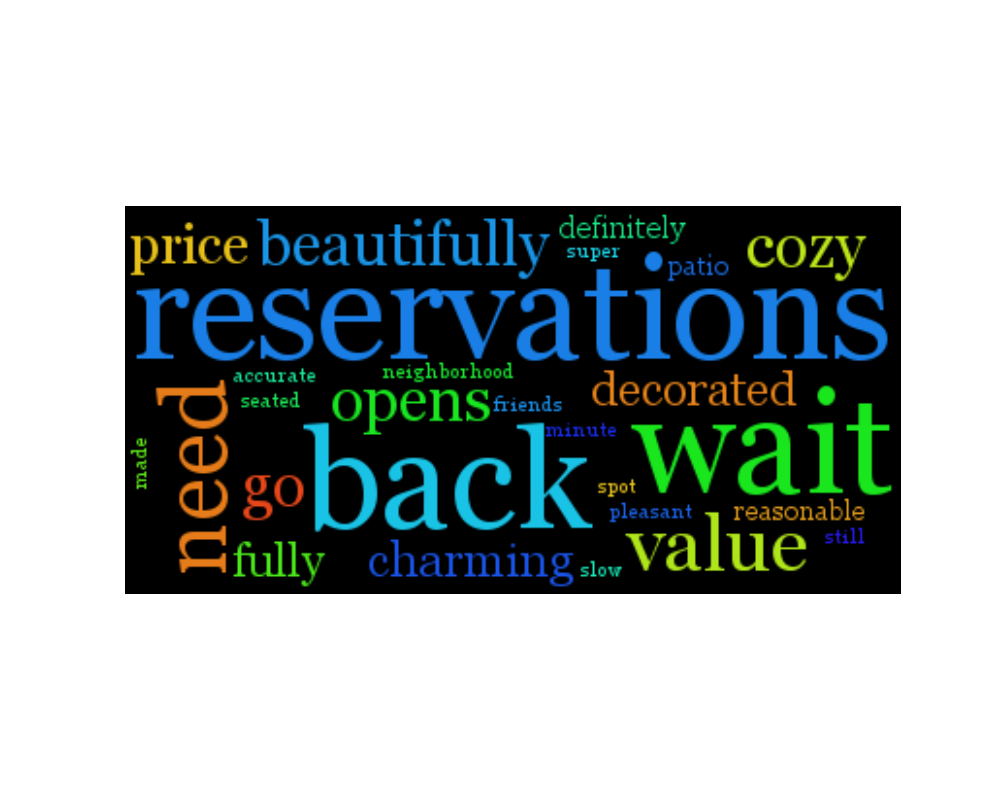 price beautifully definitely cozy
super patio
reservations
accurate neighborhood decorated
seated opens friends
need back minute wait
made go spot
pleasant reasonable
fully charming slow value still